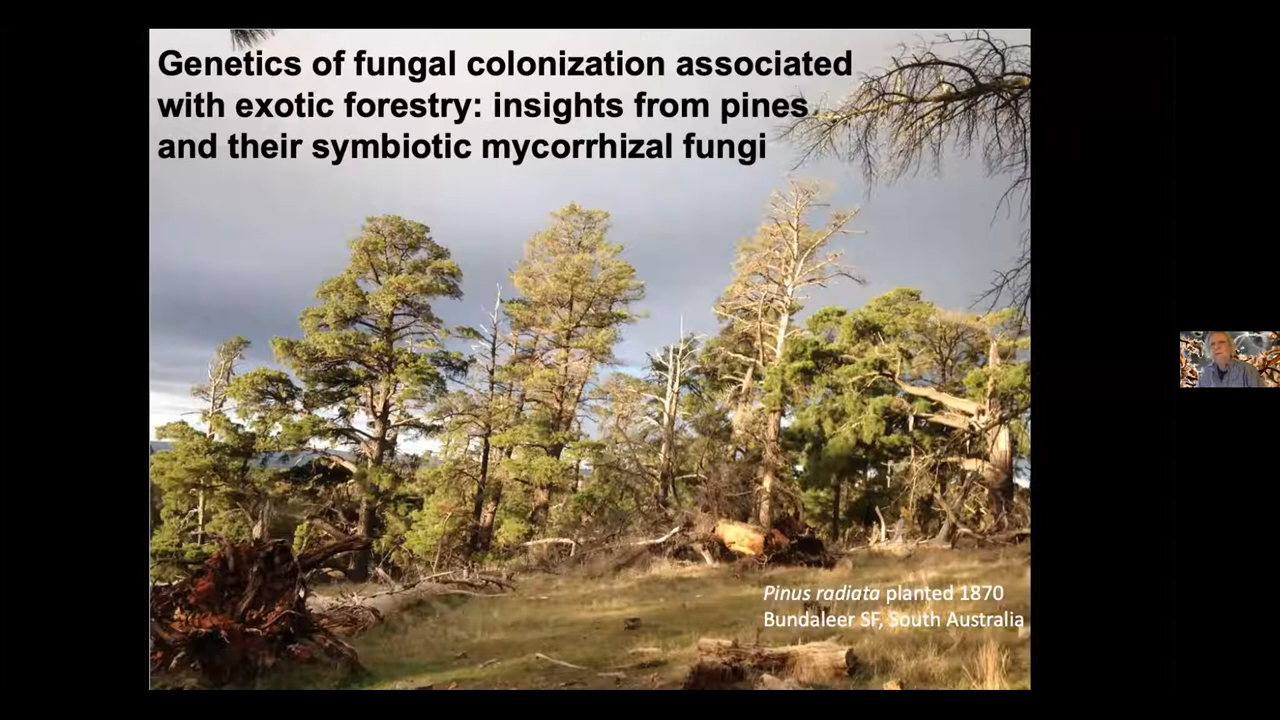 Genetics of fungal colonization associated
with exotic forestry: insights from pines
and their symbiotic mycorrhizal fungi
Pinus radiata planted 1870
Bundaleer SF, South Australia